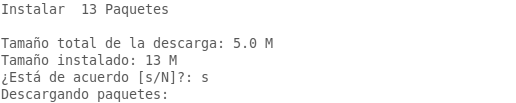 Instalar  13 Paquetes

Tamaño total de la descarga: 5.0 M
Tamaño instalado: 13 M
¿Está de acuerdo [s/N]?: s
Descargando paquetes: